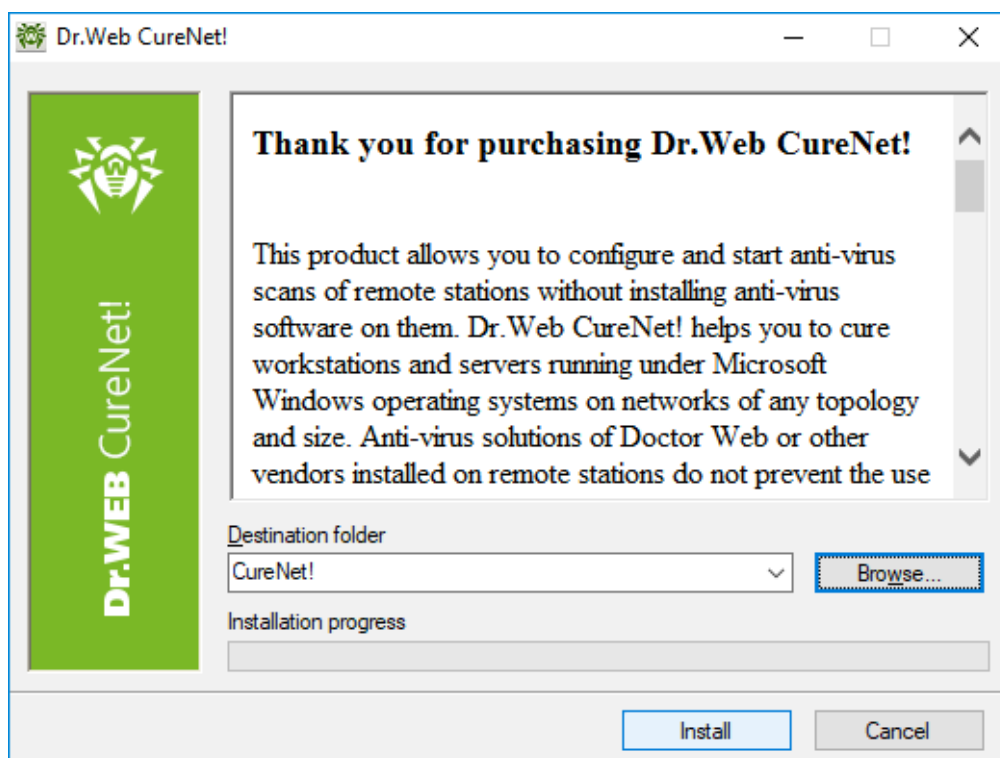 Dr.Web CureNet!
Thank you for purchasing Dr.Web CureNet!
This product allows you to configure and start anti-virus
scans of remote stations without installing anti-virus
software on them. Dr.Web CureNet! helps you to cure
workstations and servers running under Microsoft
Windows operating systems on networks of any topology
and size. Anti-virus solutions of Doctor Web or other
vendors installed on remote stations do not prevent the use
Dr.WEB CureNet!
Destination folder
CureNet!
Browse...
Installation progress
Install
Cancel